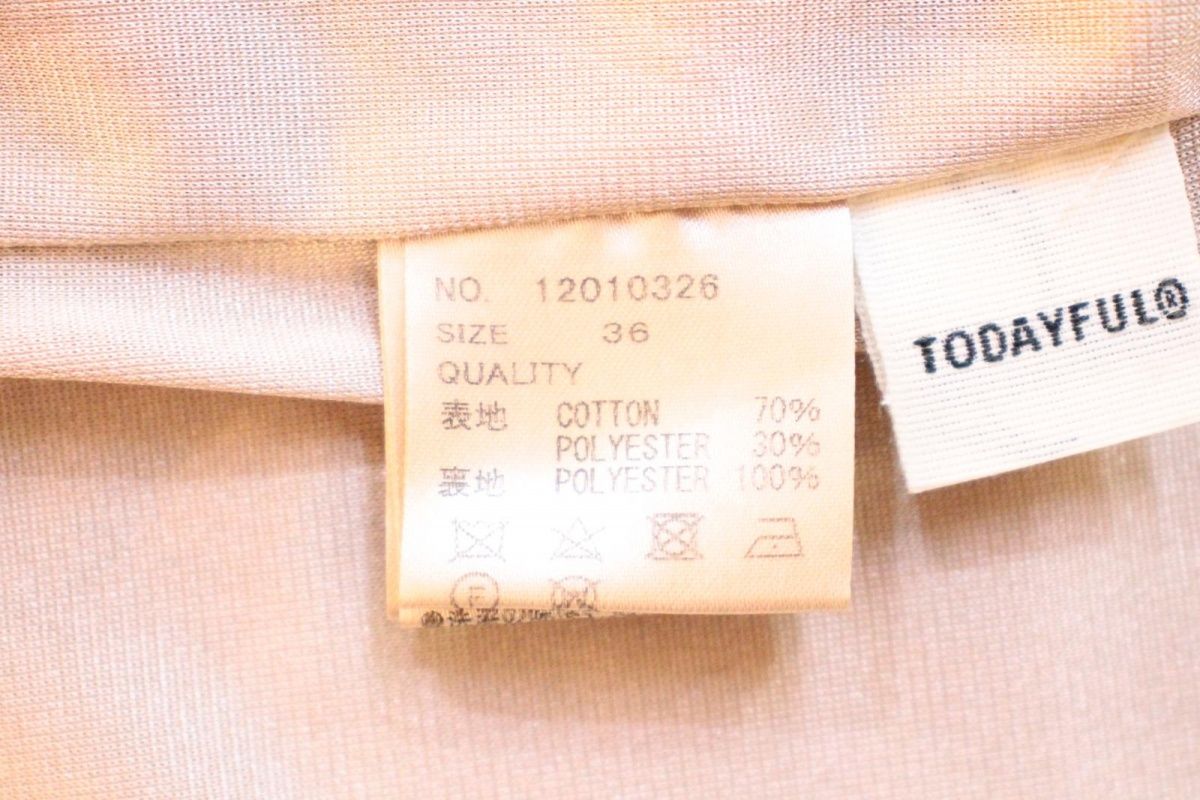 NO. 12010326
SIZE 36
QUALITY
表地 COTTON 70%
POLYESTER 30%
裏地 POLYESTER 100%
F
TODAYFUL®